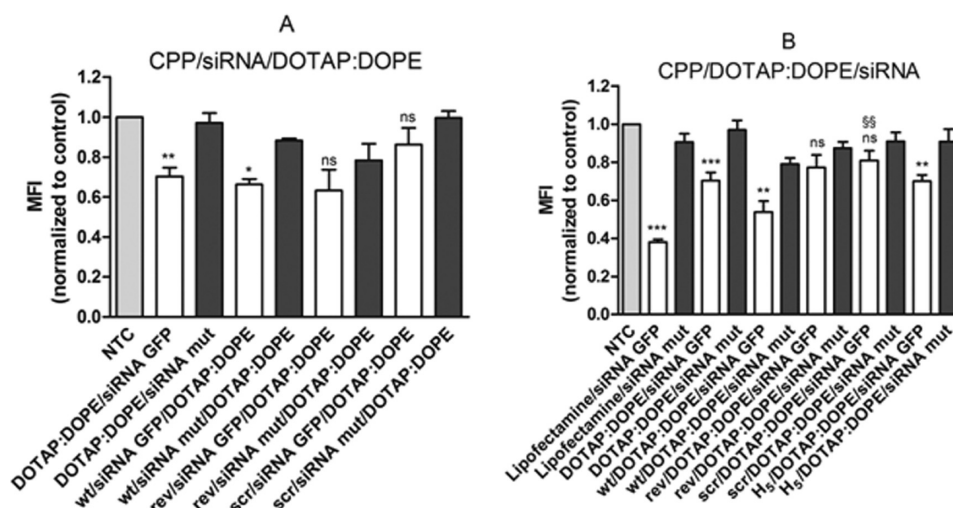 A
CPP/siRNA/DOTAP:DOPE
MFI
(normalized to control)
1.2
1.0
0.8
0.6
0.4
0.2
0.0
**
*
ns
ns
NTC
DOTAP:DOPE/siRNA GFP
DOTAP:DOPE/siRNA mut
wt/siRNA GFP/DOTAP:DOPE
wt/siRNA mut/DOTAP:DOPE
rev/siRNA GFP/DOTAP:DOPE
rev/siRNA mut/DOTAP:DOPE
scr/siRNA GFP/DOTAP:DOPE
scr/siRNA mut/DOTAP:DOPE
B
CPP/DOTAP:DOPE/siRNA
MFI
(normalized to control)
1.2
1.0
0.8
0.6
0.4
0.2
0.0
***
***
**
ns
§§
ns
**
NTC
Lipofectamine/siRNA GFP
Lipofectamine/siRNA mut
DOTAP:DOPE/siRNA GFP
DOTAP:DOPE/siRNA mut
wt/DOTAP:DOPE/siRNA GFP
wt/DOTAP:DOPE/siRNA mut
rev/DOTAP:DOPE/siRNA GFP
rev/DOTAP:DOPE/siRNA mut
scr/DOTAP:DOPE/siRNA GFP
scr/DOTAP:DOPE/siRNA mut
H5/DOTAP:DOPE/siRNA GFP
H5/DOTAP:DOPE/siRNA mut